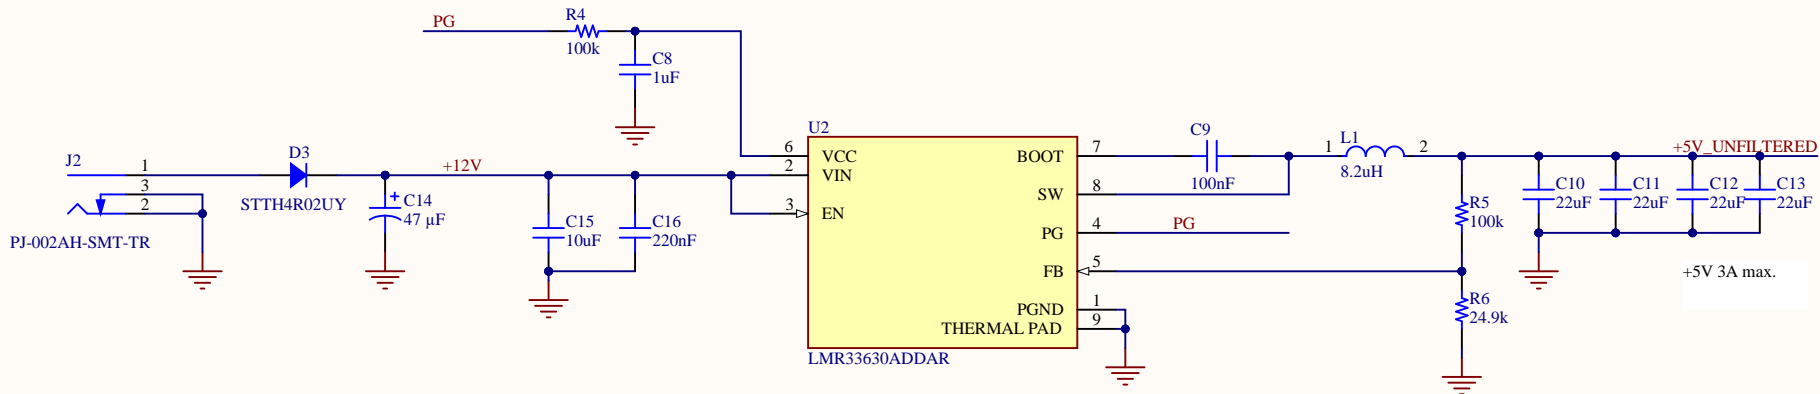 PG
R4
100k
C8
1uF
J2
1
3
2
PJ-002AH-SMT-TR
D3
STTH4R02UY
+
C14
47 µF
+12V
C15
10uF
C16
220nF
U2
6
2
3
VCC
VIN
EN
BOOT
SW
PG
FB
PGND
THERMAL PAD
7
8
4
5
1
9
LMR33630ADDAR
C9
100nF
PG
1
L1
2
8.2uH
R5
100k
R6
24.9k
+5V_UNFILTERED
C10
22uF
C11
22uF
C12
22uF
C13
22uF
+5V 3A max.